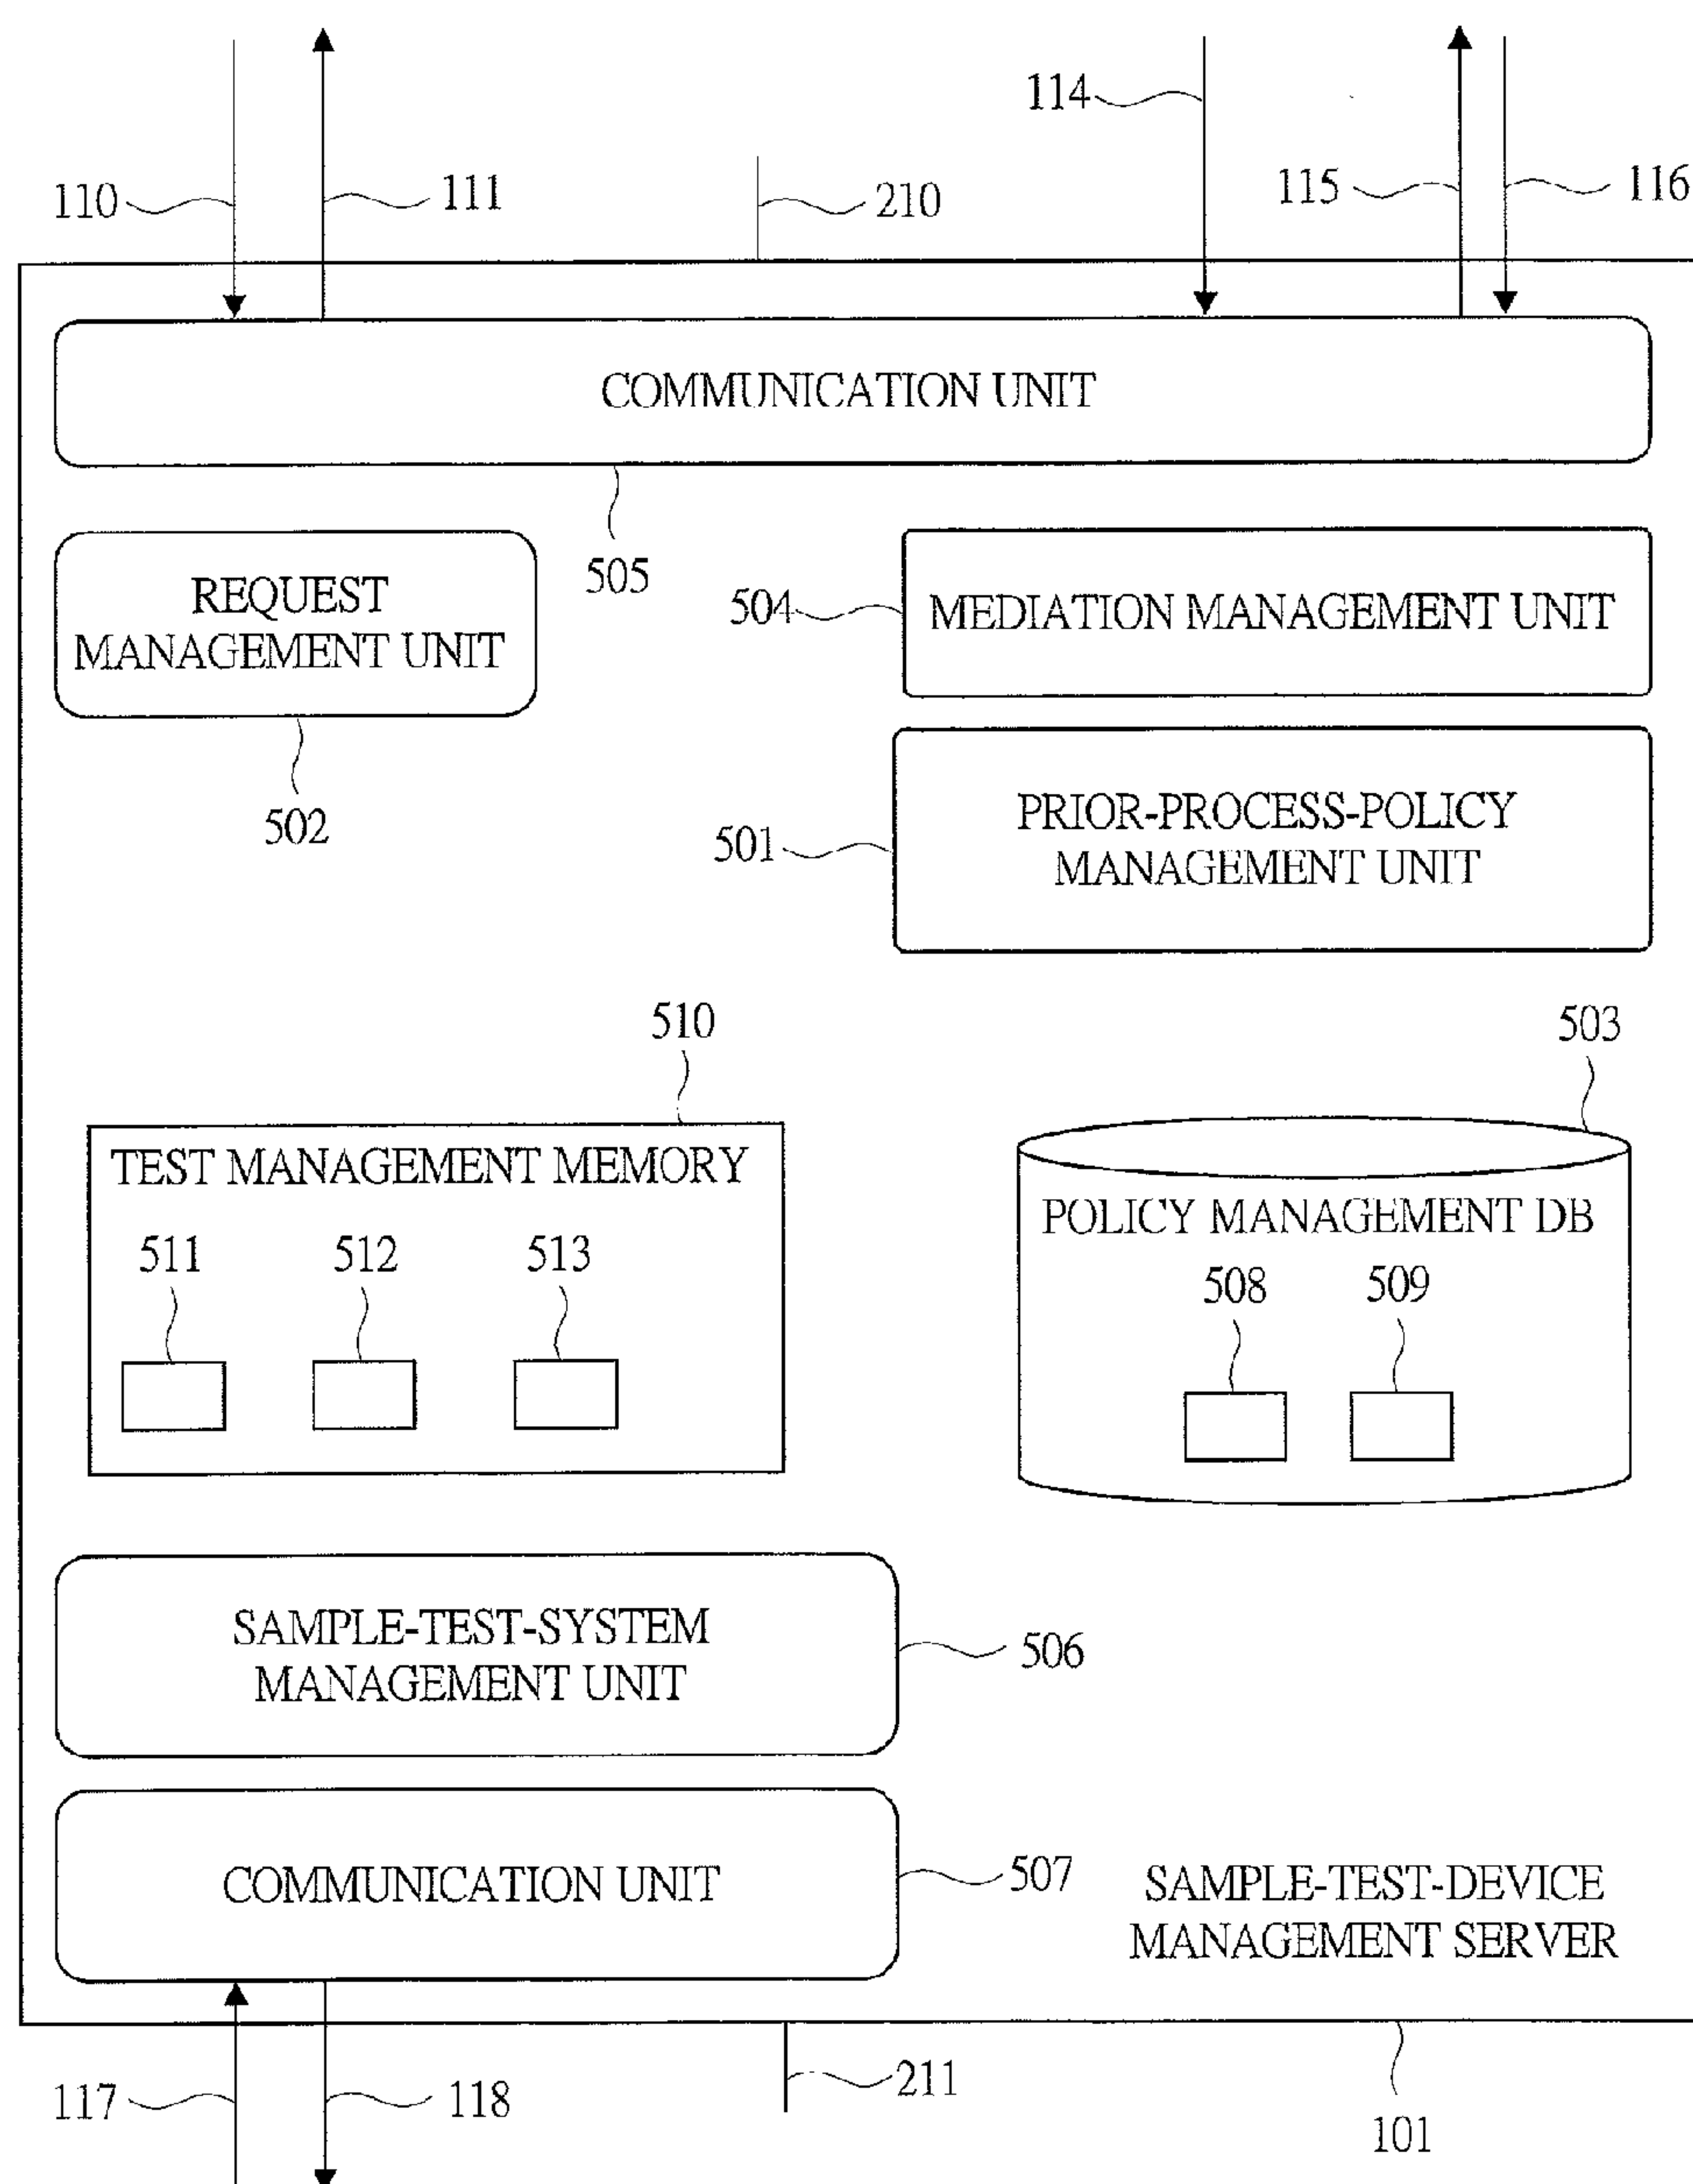 114
110
111
210
115
116
COMMUNICATION UNIT
505
REQUEST
MANAGEMENT UNIT
502
504
MEDIATION MANAGEMENT UNIT
501
PRIOR-PROCESS-POLICY
MANAGEMENT UNIT
510
TEST MANAGEMENT MEMORY
511
512
513
503
POLICY MANAGEMENT DB
508
509
SAMPLE-TEST-SYSTEM
MANAGEMENT UNIT
506
COMMUNICATION UNIT
507
SAMPLE-TEST-DEVICE
MANAGEMENT SERVER
117
118
211
101